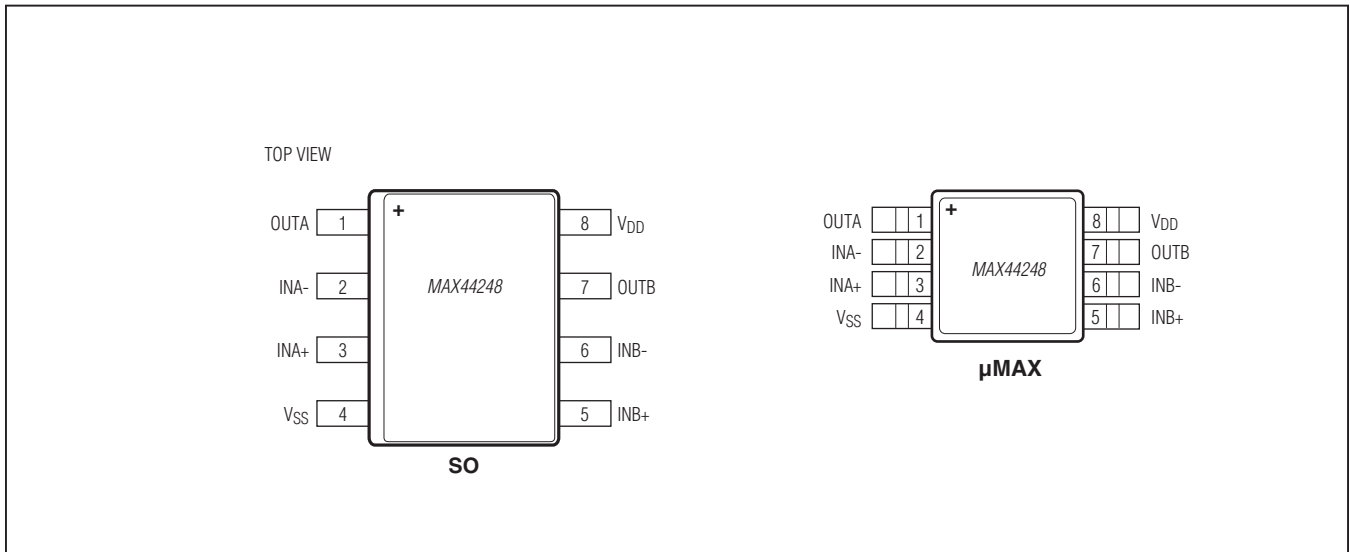 TOP VIEW
+
OUTA 1 8 VDD
INA- 2 MAX44248 7 OUTB
INA+ 3 6 INB-
VSS 4 5 INB+
SO
+
OUTA 1 8 VDD
INA- 2 7 OUTB
MAX44248
INA+ 3 6 INB-
VSS 4 5 INB+
µMAX